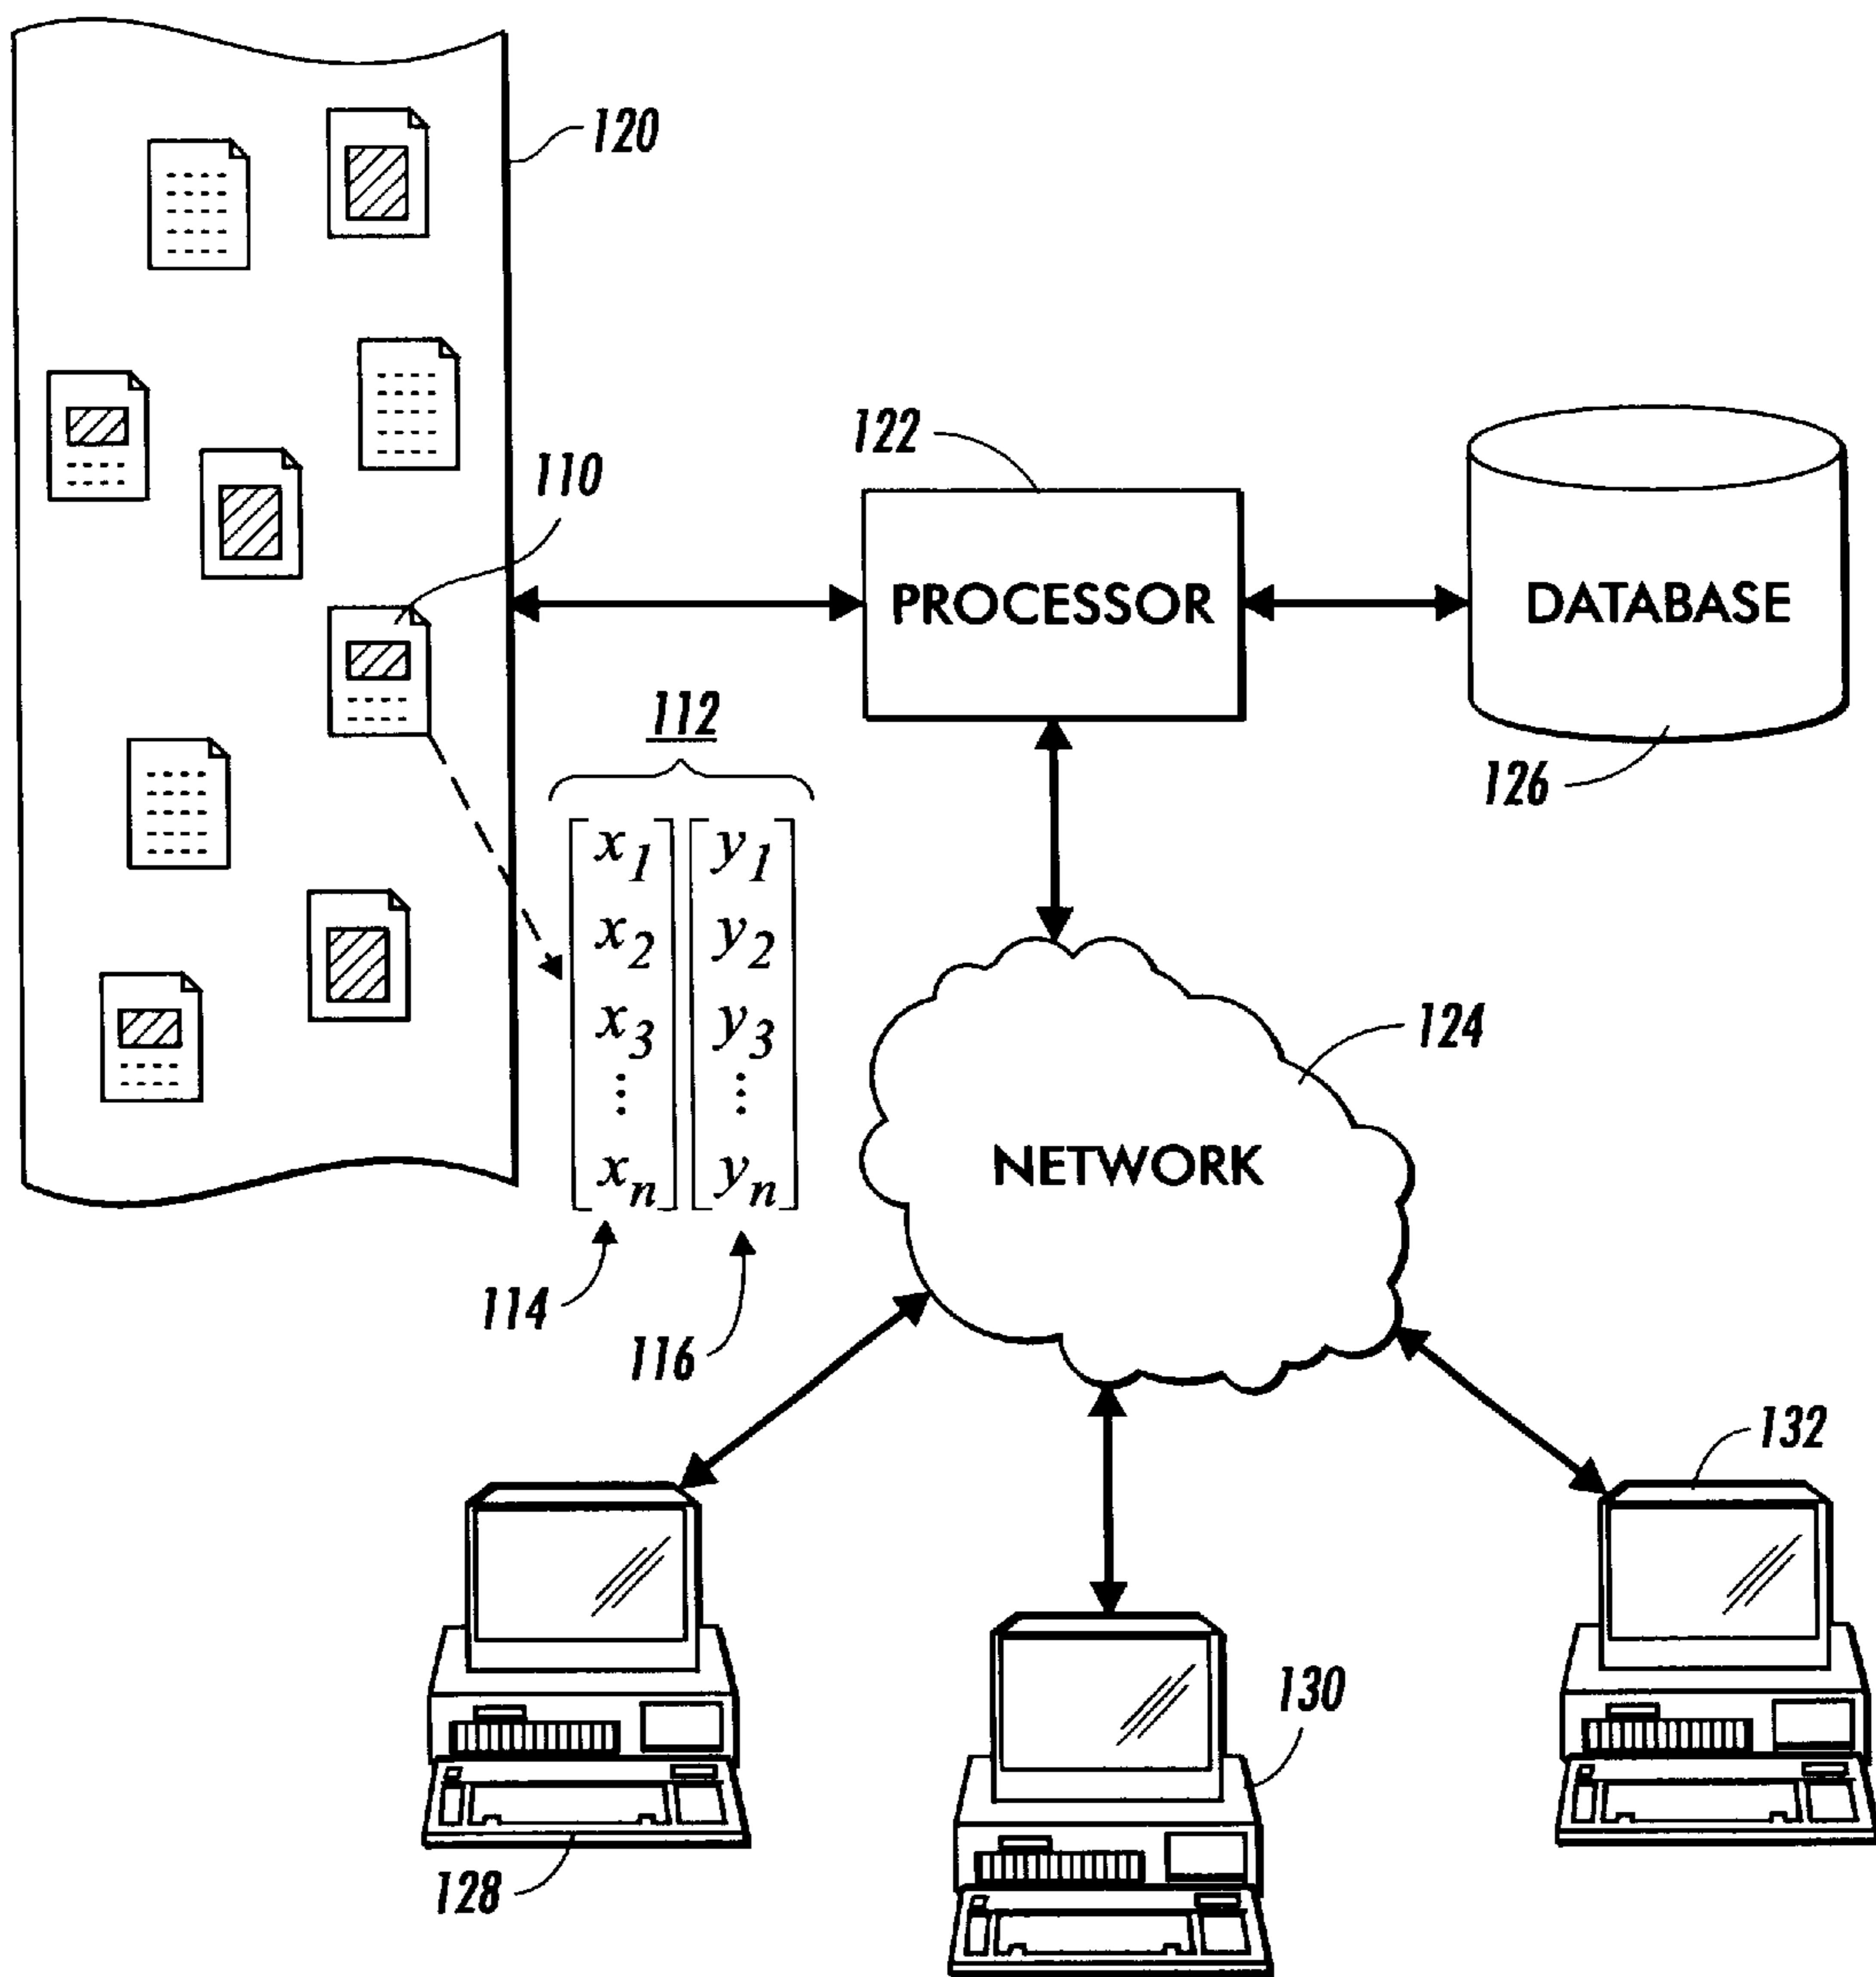 120
122
110
PROCESSOR
DATABASE
112
126
x1 y1
x2 y2
x3 y3
⋮ ⋮
xn yn
124
NETWORK
114
116
132
130
128